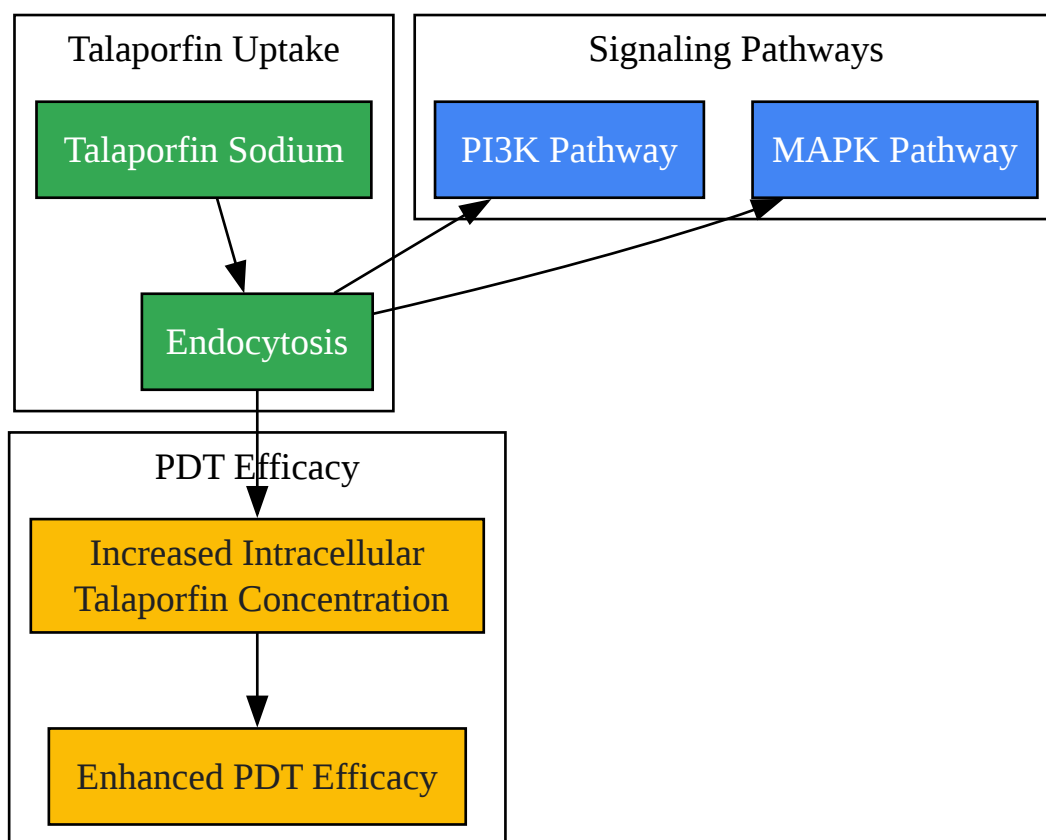 Talaporfin Uptake
Signaling Pathways
Talaporfin Sodium
PI3K Pathway
MAPK Pathway
Endocytosis
PDT Efficacy
Increased Intracellular
Talaporfin Concentration
Enhanced PDT Efficacy